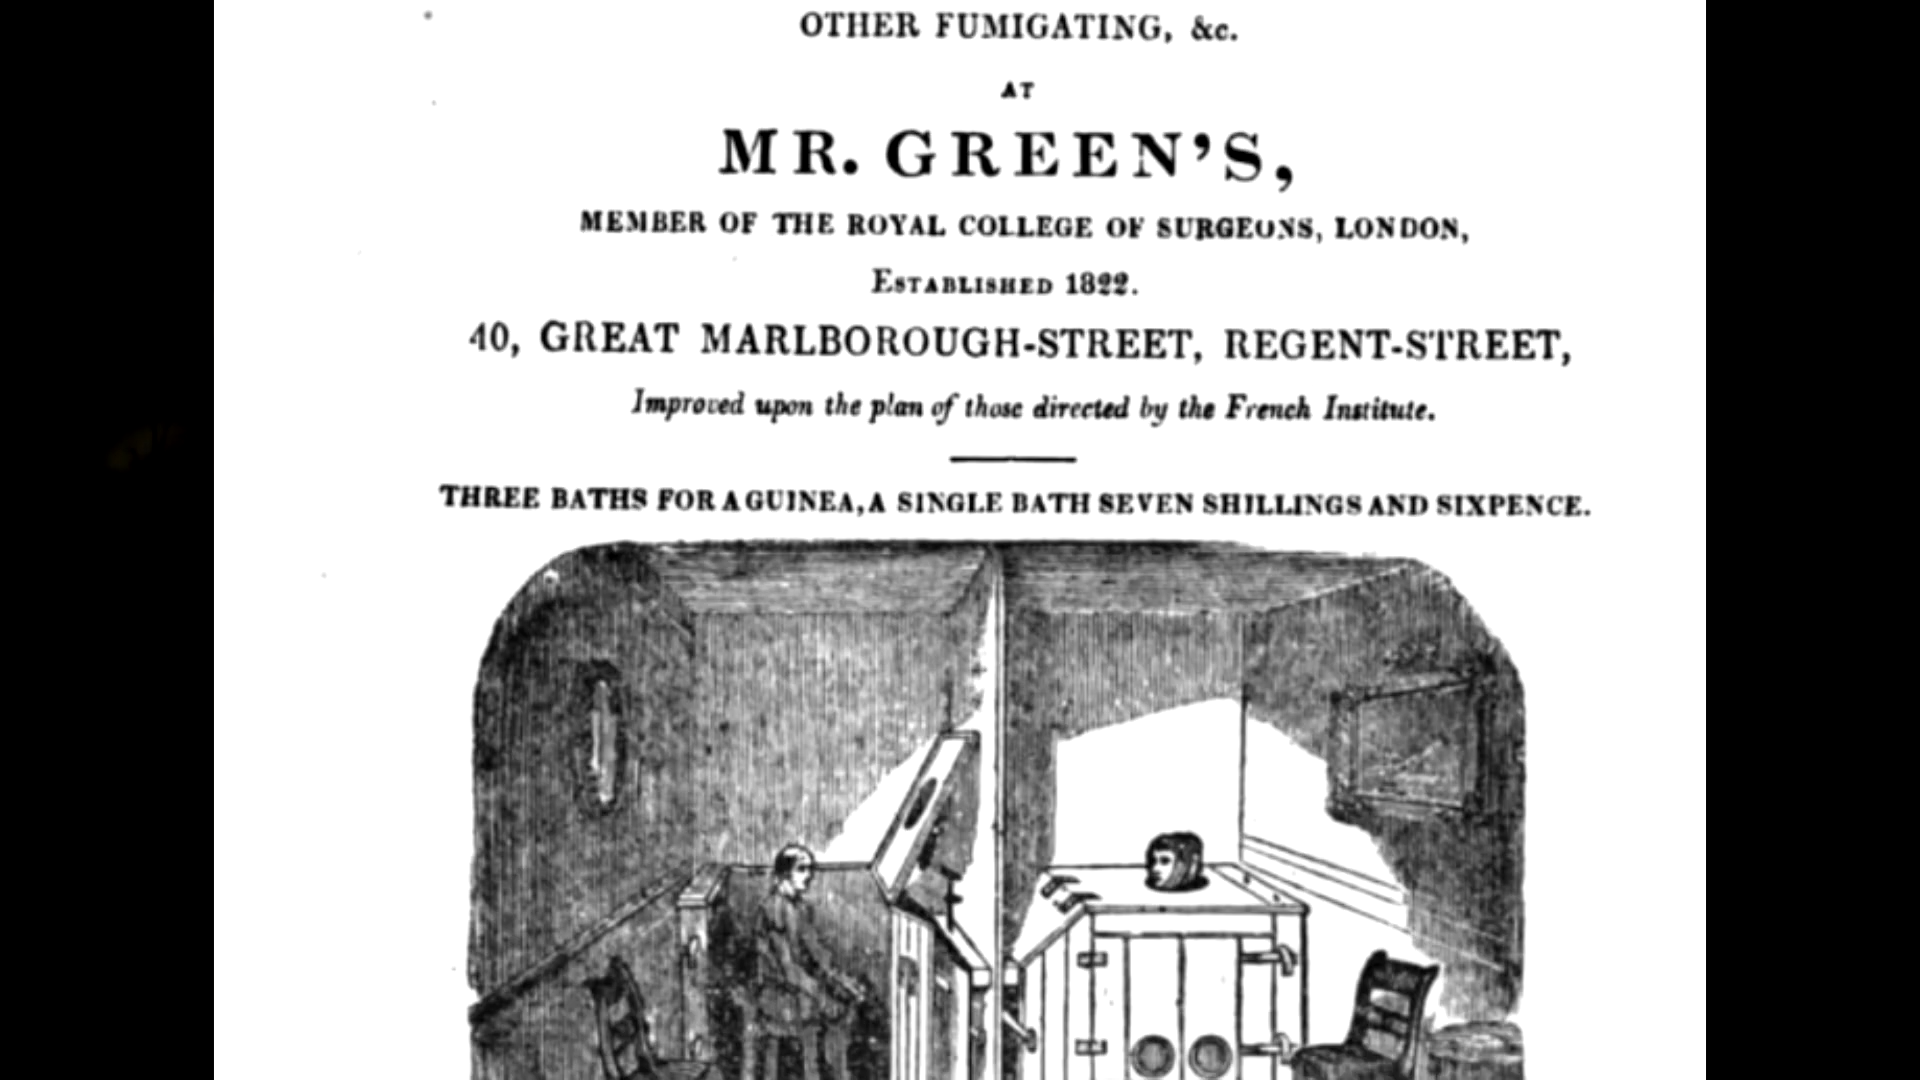 OTHER FUMIGATING, &c.
AT
MR. GREEN'S,
MEMBER OF THE ROYAL COLLEGE OF SURGEONS, LONDON,
ESTABLISHED 1822.
40, GREAT MARLBOROUGH-STREET, REGENT-STREET,
Improved upon the plan of those directed by the French Institute.
THREE BATHS FOR A GUINEA, A SINGLE BATH SEVEN SHILLINGS AND SIXPENCE.